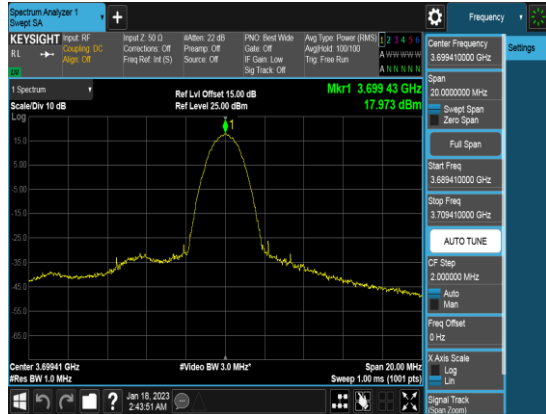 Spectrum Analyzer 1
Swept SA
+
Frequency
KEYSIGHT
RL
Input: RF
Coupling: DC
Align: Off
Input Z: 50 Ω
Corrections: Off
Freq Ref: Int (S)
#Atten: 22 dB
Preamp: Off
Source: Off
PNO: Best Wide
Gate: Off
IF Gain: Low
Sig Track: Off
Avg Type: Power (RMS)
Avg|Hold: 100/100
Trig: Free Run
1 2 3 4 5 6
A W W W W W
A N N N N N
1 Spectrum
Scale/Div 10 dB
Ref Lvl Offset 15.00 dB
Ref Level 25.00 dBm
Mkr1 3.699 43 GHz
17.973 dBm
Log
1
15.0
5.00
-5.00
-15.0
-25.0
-35.0
-45.0
-55.0
-65.0
Center 3.69941 GHz
#Res BW 1.0 MHz
#Video BW 3.0 MHz*
Span 20.00 MHz
Sweep 1.00 ms (1001 pts)
Jan 18, 2023
2:43:51 AM
?
Center Frequency
3.699410000 GHz
Settings
Span
20.0000000 MHz
Swept Span
Zero Span
Full Span
Start Freq
3.689410000 GHz
Stop Freq
3.709410000 GHz
AUTO TUNE
CF Step
2.000000 MHz
Auto
Man
Freq Offset
0 Hz
X Axis Scale
Log
Lin
Signal Track
(Span Zoom)